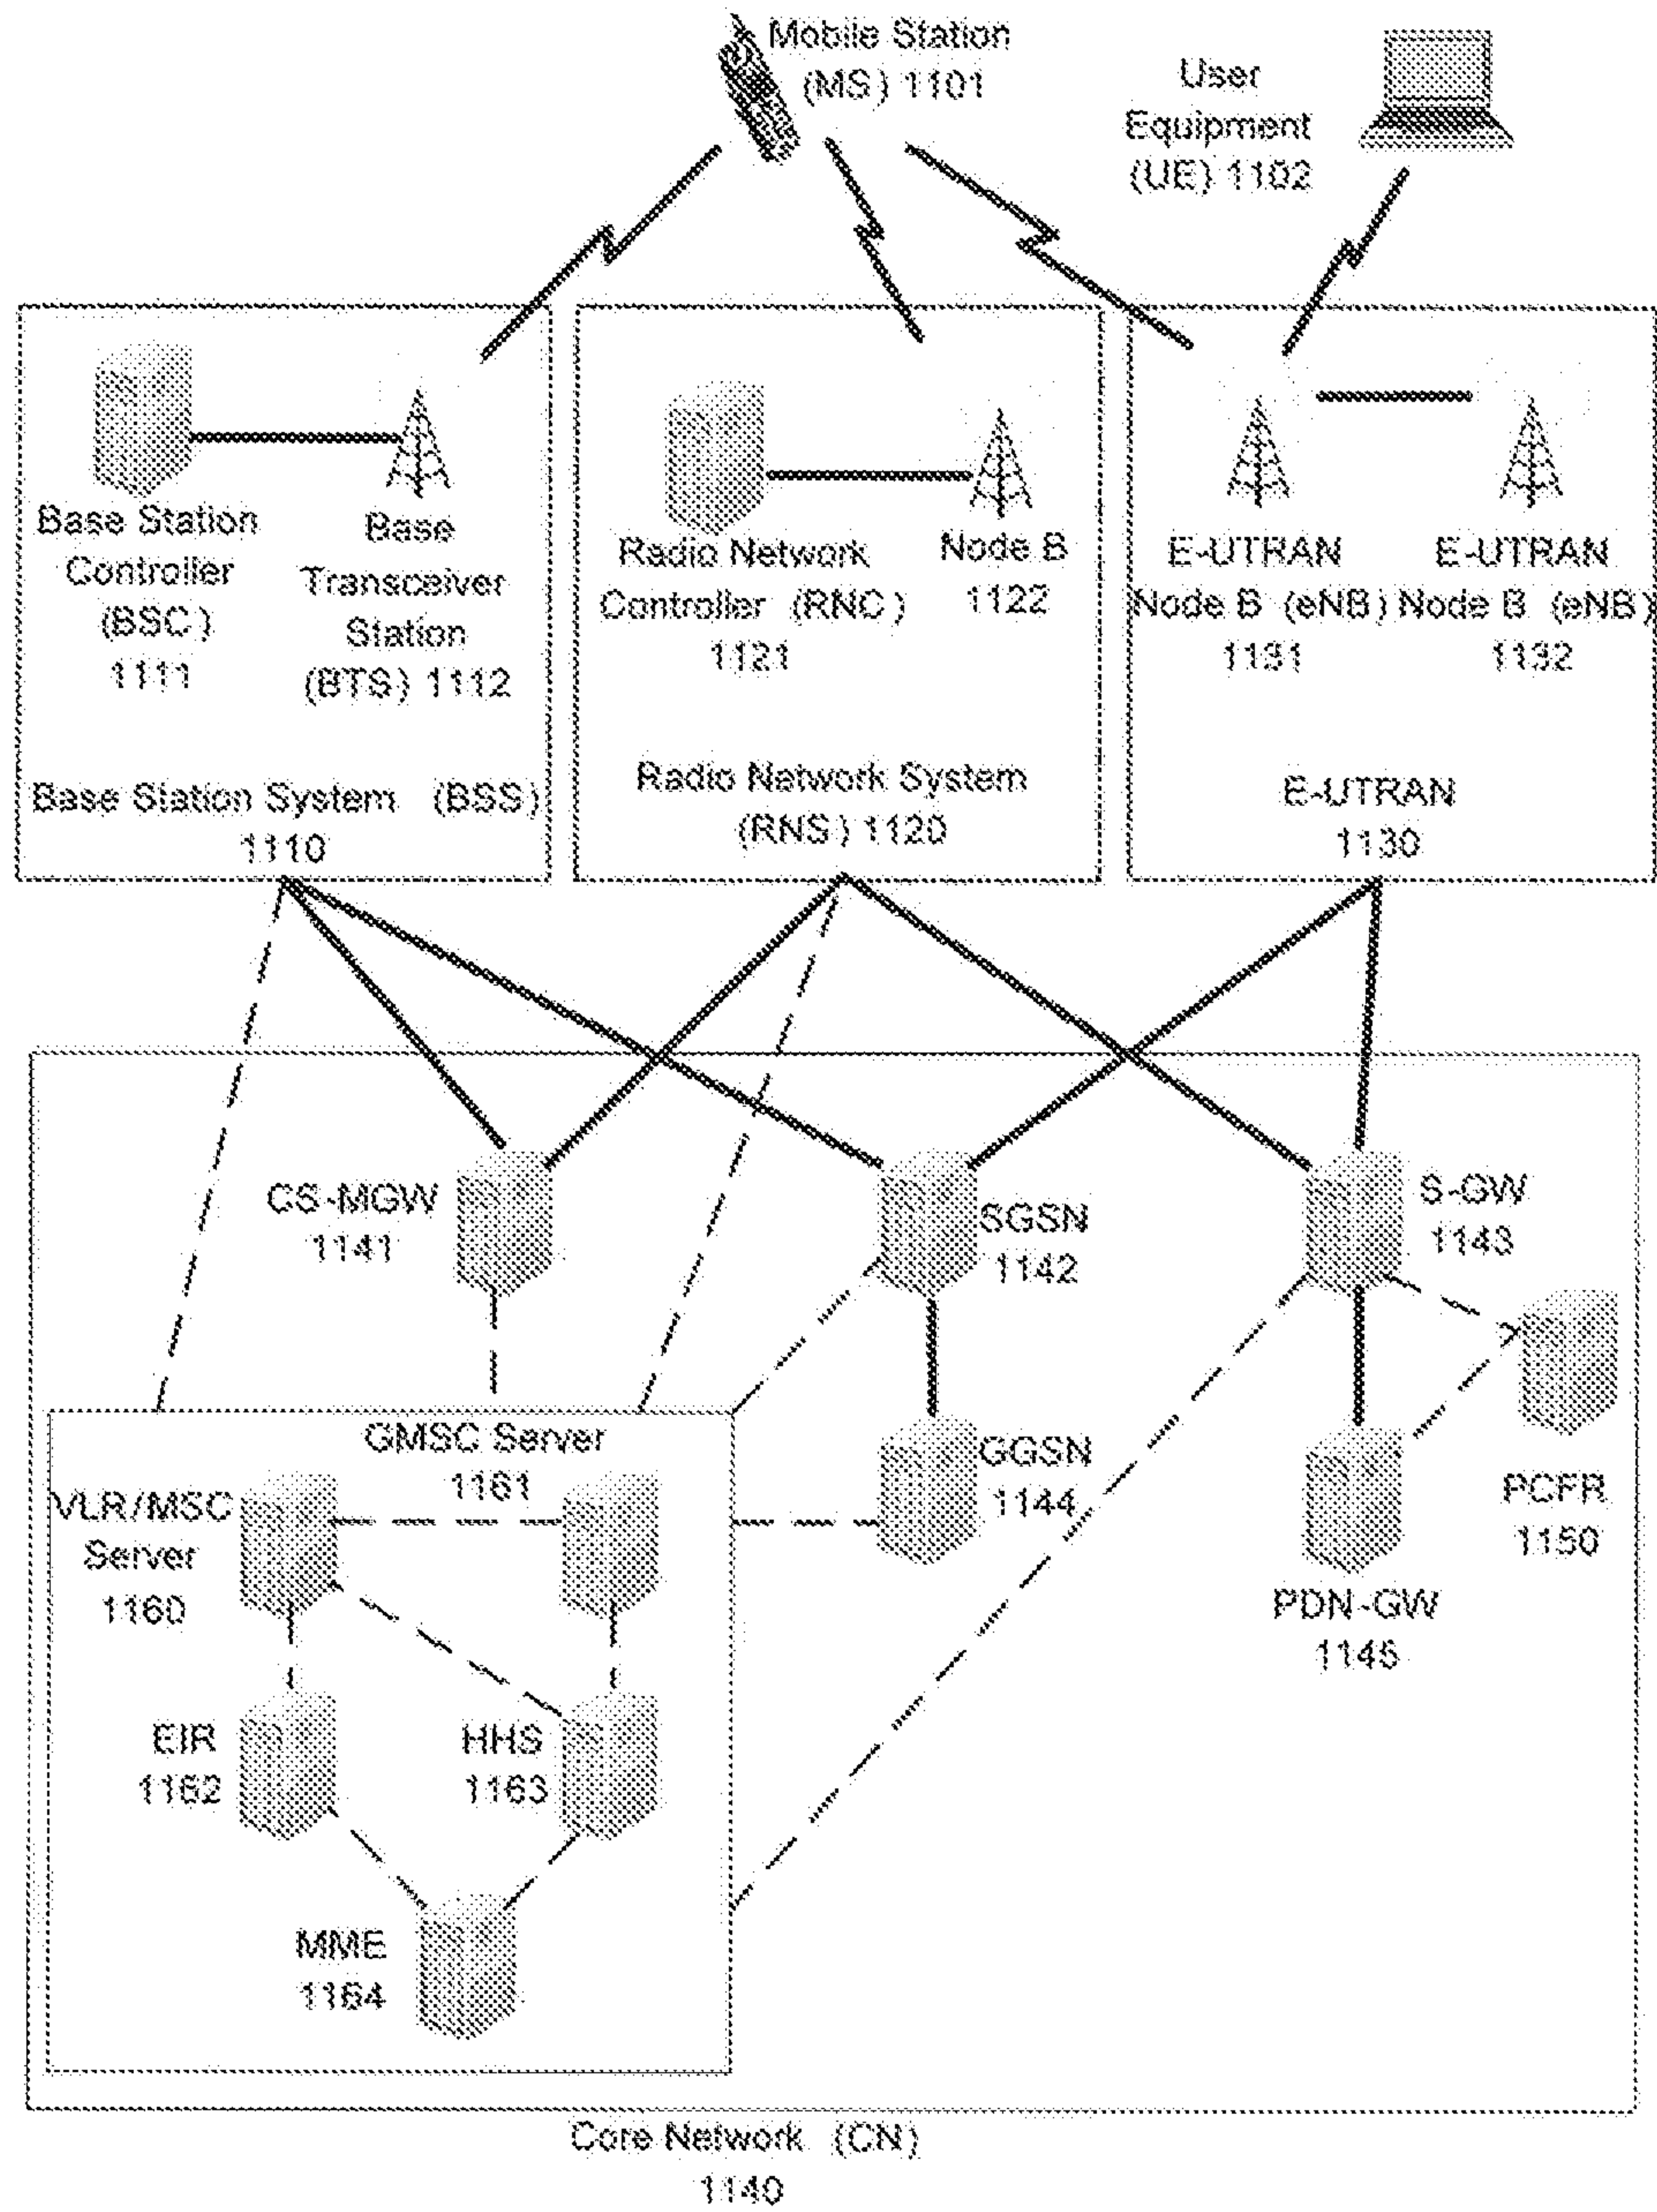 Mobile Station
(MS) 1101
User
Equipment
(UE) 1102
Base Station
Controller
(BSC)
1111
Base
Transceiver
Station
(BTS) 1112
Base Station System (BSS)
1110
Radio Network
Controller (RNC)
1121
Node B
1122
Radio Network System
(RNS) 1120
E-UTRAN
Node B (eNB)
1131
E-UTRAN
Node B (eNB)
1132
E-UTRAN
1130
CS-MGW
1141
SGSN
1142
S-GW
1143
GMSC Server
1161
VLR/MSC
Server
1160
GGSN
1144
PCFR
1150
PDN-GW
1145
EIR
1162
HHS
1163
MME
1164
Core Network (CN)
1140